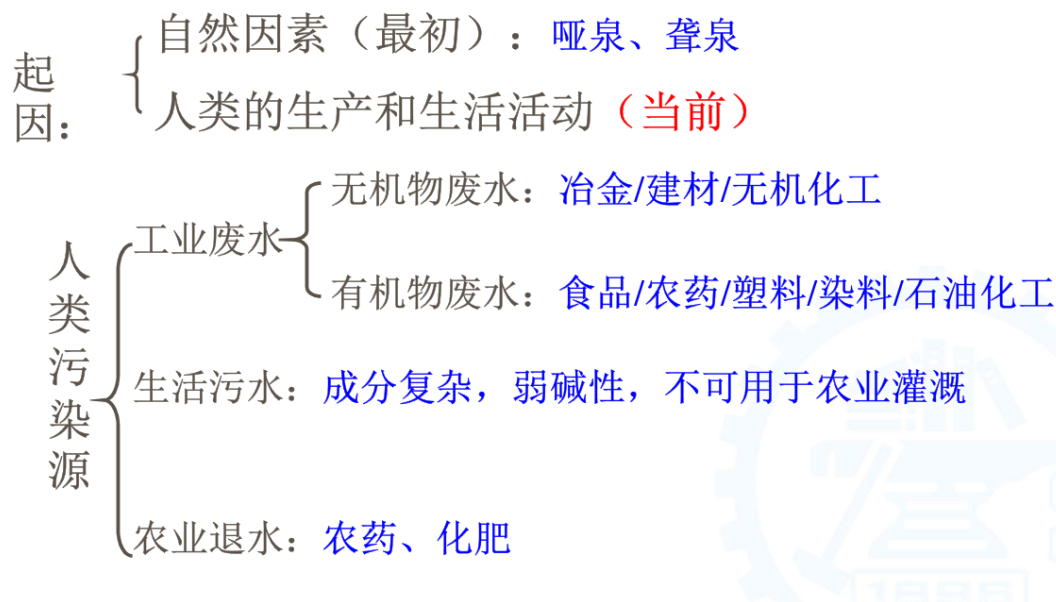 起因：
自然因素（最初）：哑泉、聋泉
人类的生产和生活活动（当前）
人类污染源
工业废水
无机物废水：冶金/建材/无机化工
有机物废水：食品/农药/塑料/染料/石油化工
生活污水：成分复杂，弱碱性，不可用于农业灌溉
农业退水：农药、化肥
1898